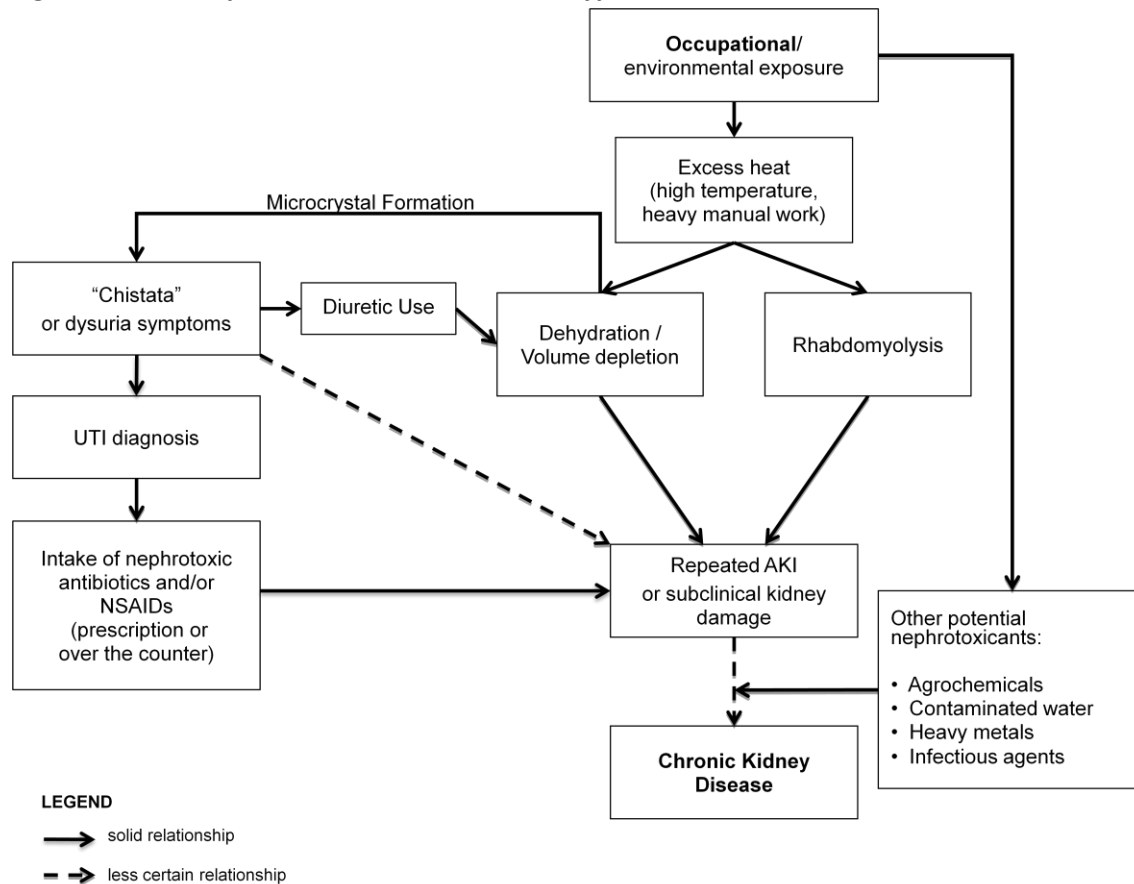 Occupational/
environmental exposure
Excess heat
(high temperature,
heavy manual work)
Microcrystal Formation
“Chistata”
or dysuria symptoms
Diuretic Use
Dehydration /
Volume depletion
Rhabdomyolysis
UTI diagnosis
Intake of nephrotoxic
antibiotics and/or
NSAIDs
(prescription or
over the counter)
Repeated AKI
or subclinical kidney
damage
Other potential
nephrotoxicants:
• Agrochemicals
• Contaminated water
• Heavy metals
• Infectious agents
Chronic Kidney
Disease
LEGEND
solid relationship
less certain relationship